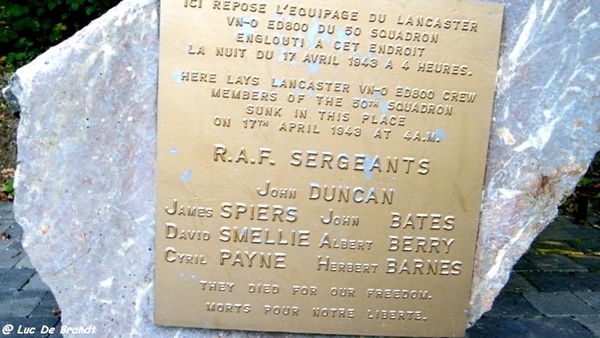 ICI REPOSE L'EQUIPAGE DU LANCASTER
VN-O ED800 DU 50 SQUADRON
ENGLOUTI A CET ENDROIT
LA NUIT DU 17 AVRIL 1943 A 4 HEURES.
HERE LAYS LANCASTER VN-O ED800 CREW
MEMBERS OF THE 50TH SQUADRON
SUNK IN THIS PLACE
ON 17TH APRIL 1943 AT 4A.M.
R.A.F. SERGEANTS
JOHN DUNCAN
JAMES SPIERS JOHN BATES
DAVID SMELLIE ALBERT BERRY
CYRIL PAYNE HERBERT BARNES
THEY DIED FOR OUR FREEDOM.
MORTS POUR NOTRE LIBERTE.
@ Luc De Brandt